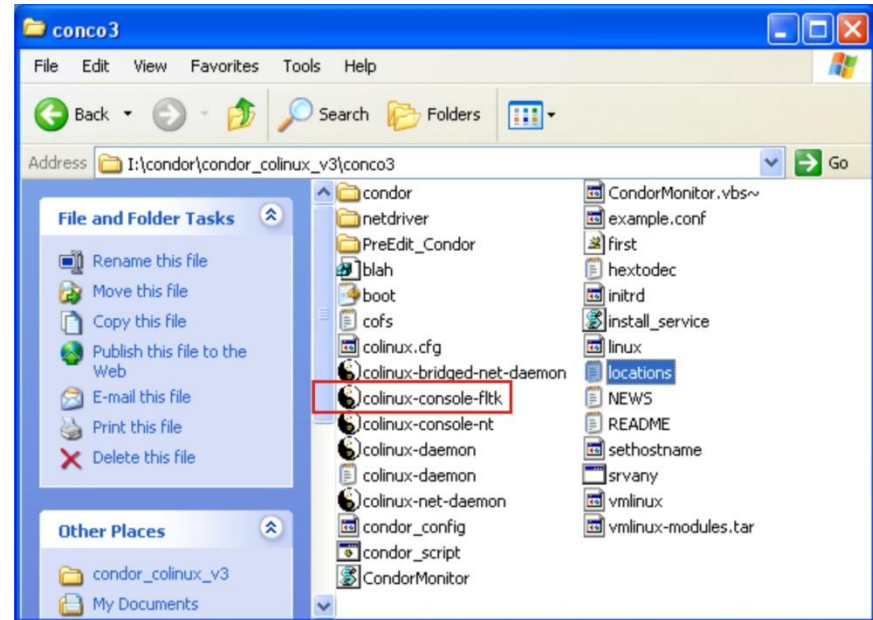 conco3
File Edit View Favorites Tools Help
Back Search Folders
Address I:\condor\condor_colinux_v3\conco3 Go
File and Folder Tasks
Rename this file
Move this file
Copy this file
Publish this file to the
Web
E-mail this file
Print this file
Delete this file
Other Places
condor_colinux_v3
My Documents
condor
netdriver
PreEdit_Condor
blah
boot
cofs
colinux.cfg
colinux-bridged-net-daemon
colinux-console-fltk
colinux-console-nt
colinux-daemon
colinux-daemon
colinux-net-daemon
condor_config
condor_script
CondorMonitor
CondorMonitor.vbs~
example.conf
first
hextodec
initrd
install_service
linux
locations
NEWS
README
sethostname
srvany
vmlinux
vmlinux-modules.tar